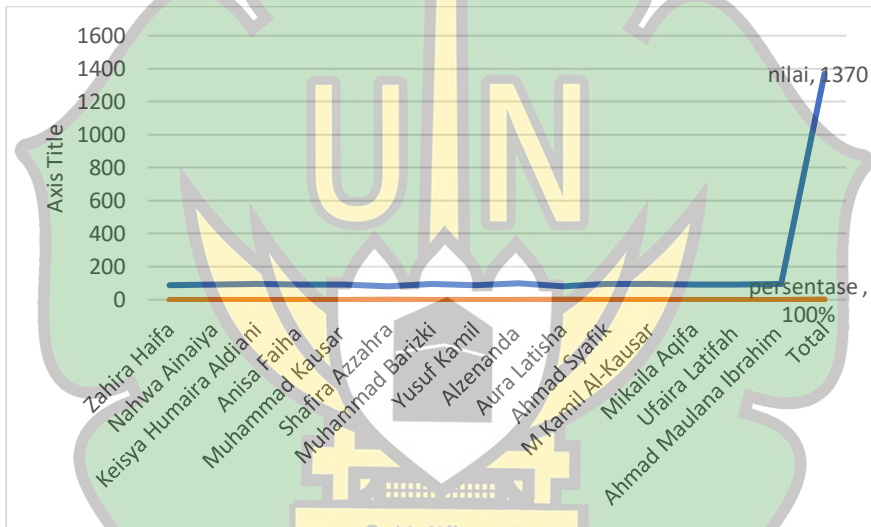 1600
1400
1200
1000
800
600
400
200
0
Axis Title
nilai, 1370
persentase ,
100%
Zahira Haifa
Nahwa Ainaiya
Keisya Humaira Aldiani
Anisa Faiha
Muhammad Kausar
Shafira Azzahra
Muhammad Barizki
Yusuf Kamil
Alzenanda
Aura Latisha
Ahmad Syafik
M Kamil Al-Kausar
Mikaila Aqifa
Ufaira Latifah
Ahmad Maulana Ibrahim
Total
U N